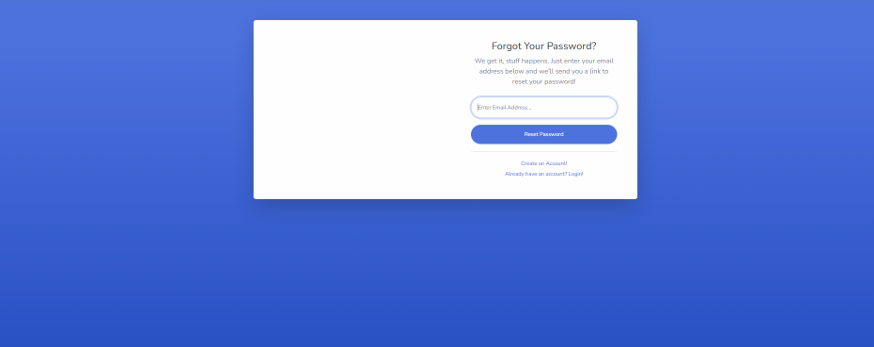 Forgot Your Password?
We get it, stuff happens. Just enter your email
address below and we'll send you a link to
reset your password!
Enter Email Address...
Reset Password
Create an Account!
Already have an account? Login!